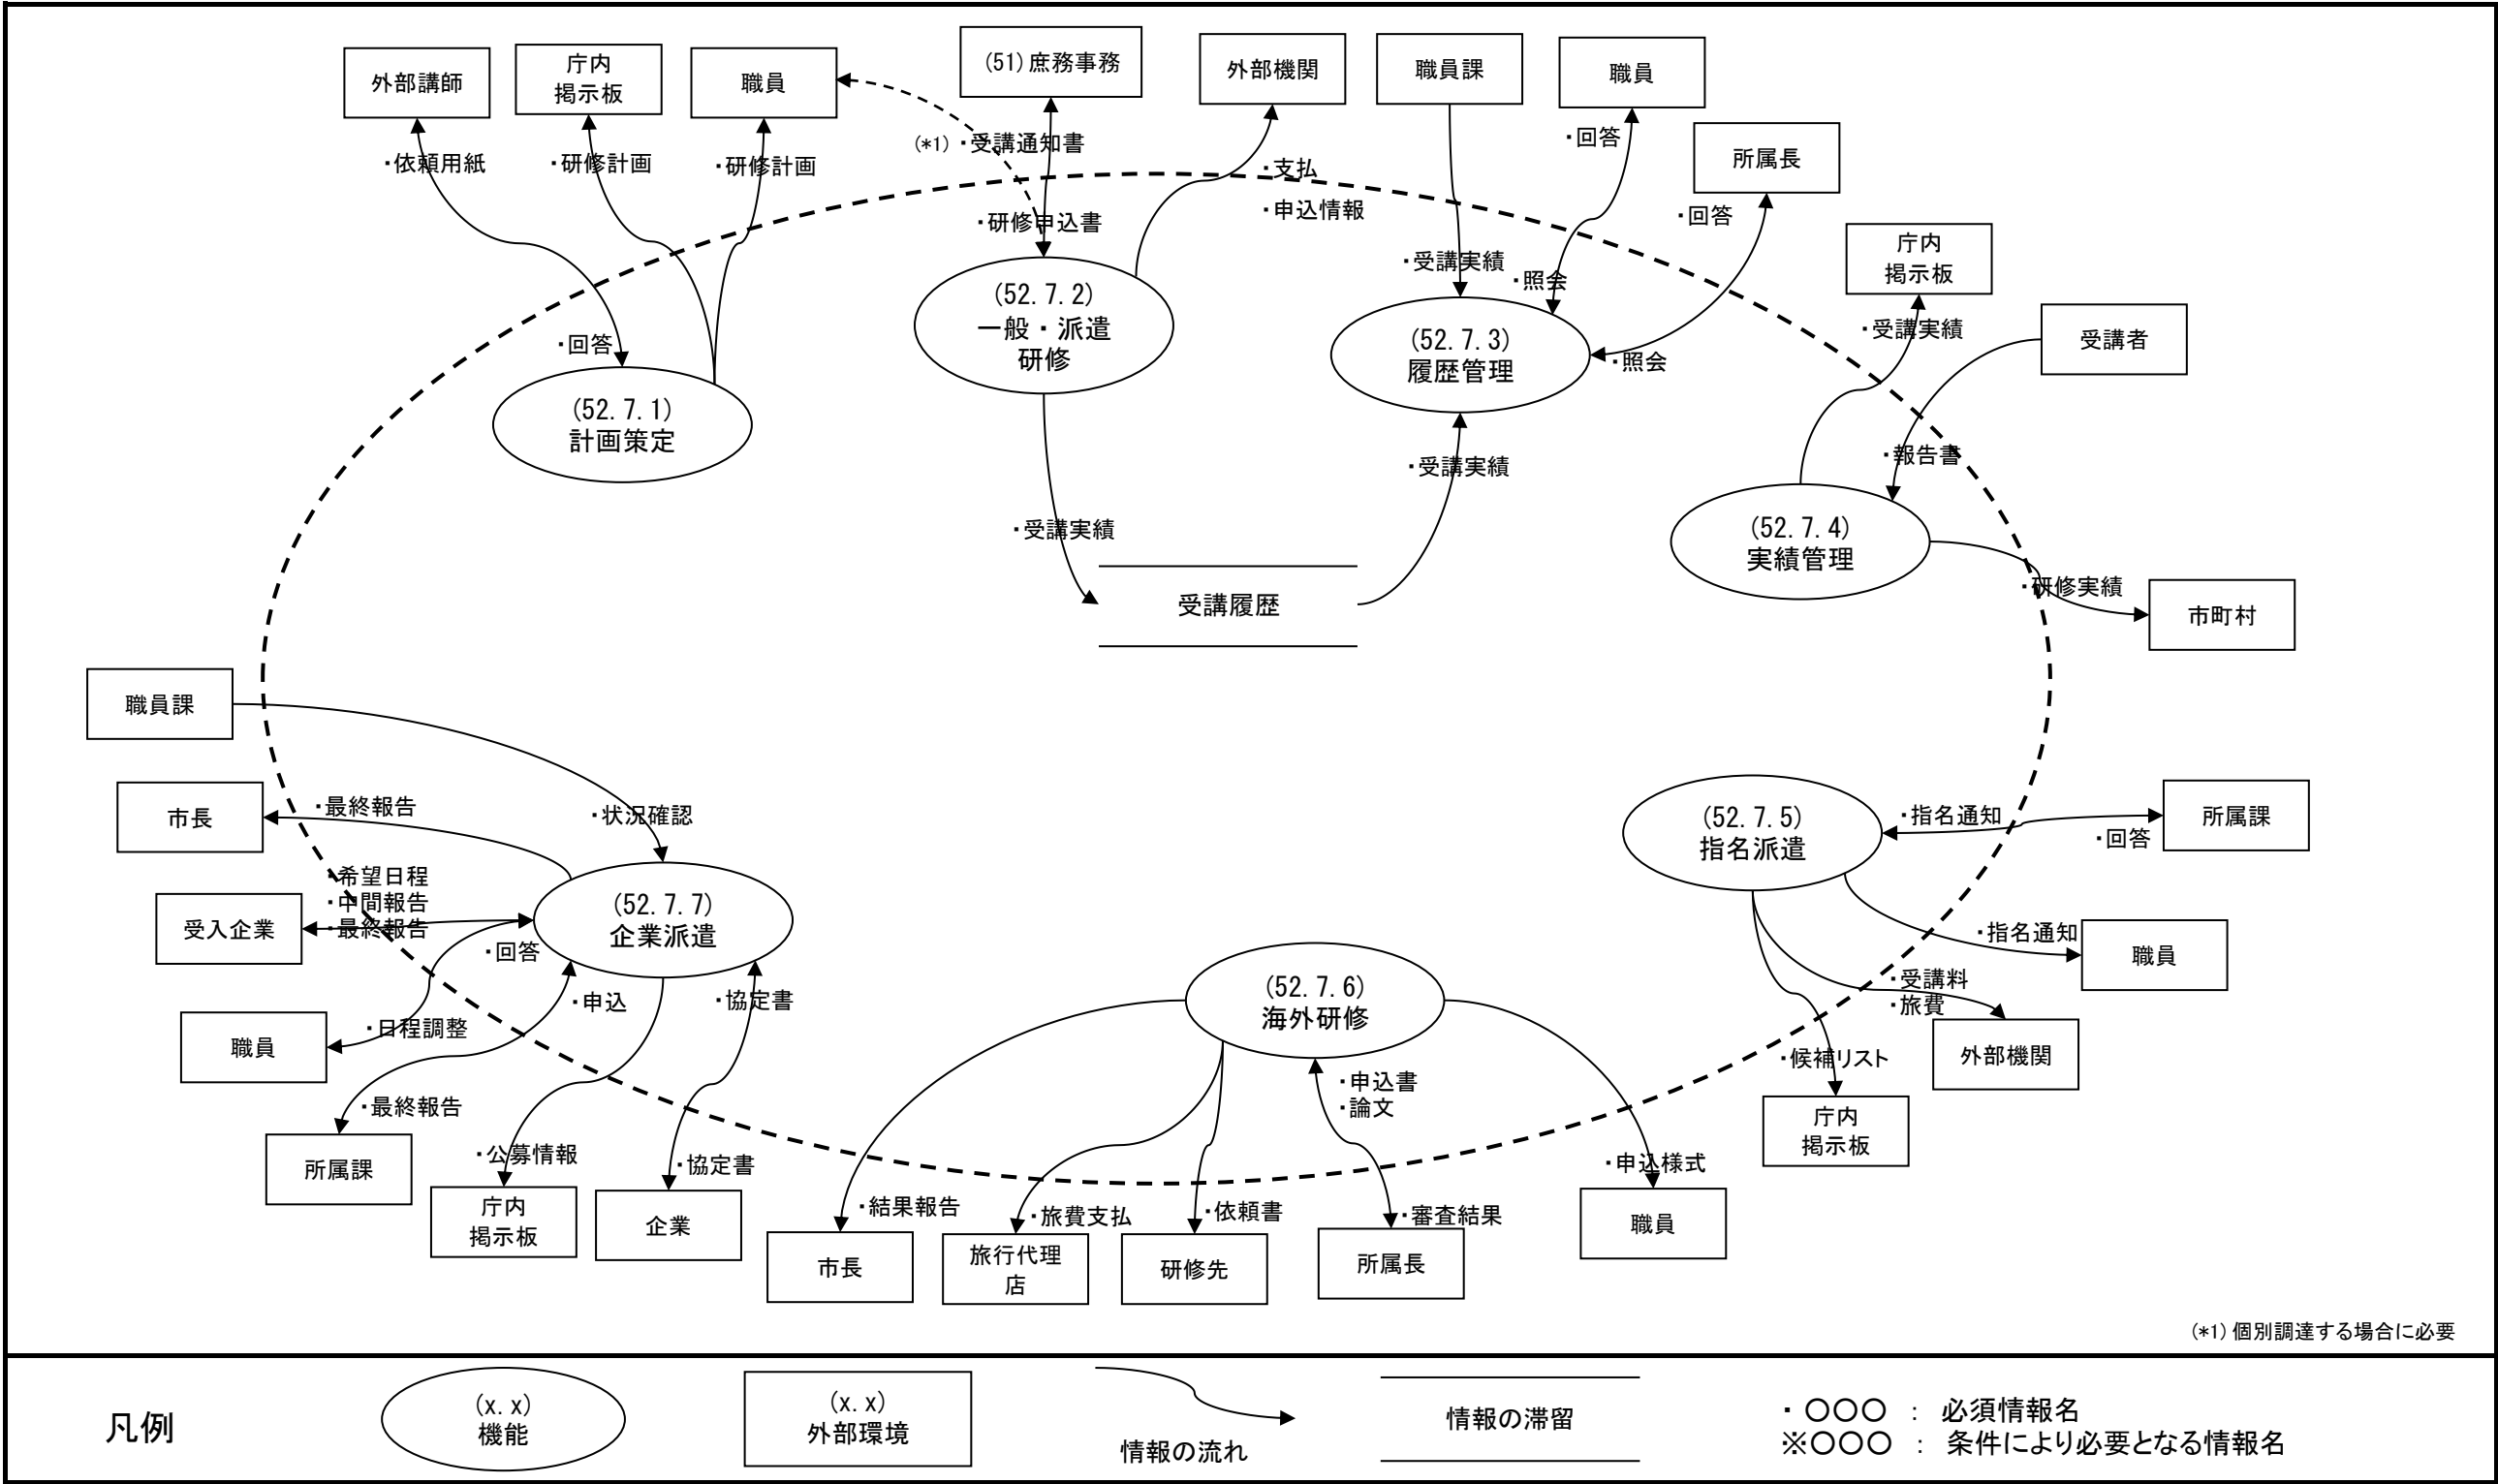 外部講師
庁内
掲示板
職員
(51)庶務事務
外部機関
職員課
職員
所属長
・依頼用紙
・研修計画
・研修計画
(*1)・受講通知書
・支払
・回答
・回答
・研修申込書
・申込情報
・受講実績
・照会
庁内
掲示板
・受講実績
受講者
・回答
(52.7.1)
計画策定
(52.7.2)
一般・派遣
研修
(52.7.3)
履歴管理
・照会
・受講実績
・報告書
・受講実績
受講履歴
(52.7.4)
実績管理
・研修実績
市町村
職員課
市長
・最終報告
・状況確認
受入企業
・希望日程
・中間報告
・最終報告
(52.7.7)
企業派遣
・回答
職員
・日程調整
・申込
・協定書
・最終報告
所属課
・公募情報
庁内
掲示板
・協定書
企業
(52.7.5)
指名派遣
・指名通知
・回答
所属課
・指名通知
職員
・受講料
・旅費
外部機関
・候補リスト
庁内
掲示板
(52.7.6)
海外研修
・申込書
・論文
・結果報告
市長
・旅費支払
旅行代理
店
・依頼書
研修先
・審査結果
所属長
・申込様式
職員
(*1)個別調達する場合に必要
凡例
(x.x)
機能
(x.x)
外部環境
情報の流れ
情報の滞留
・ 〇〇〇 : 必須情報名
※〇〇〇 : 条件により必要となる情報名